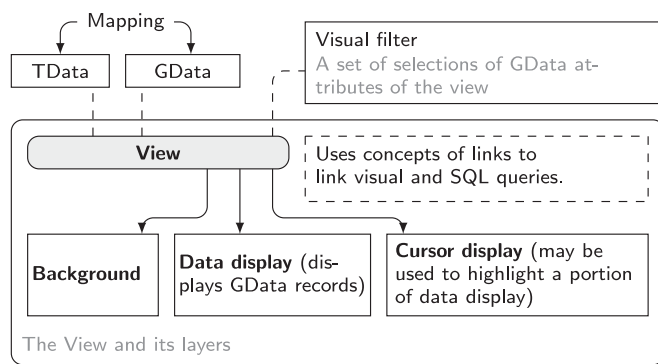 Mapping
TData
GData
Visual filter
A set of selections of GData at-
tributes of the view
View
Uses concepts of links to
link visual and SQL queries.
Background
Data display (dis-
plays GData records)
Cursor display (may be
used to highlight a portion
of data display)
The View and its layers